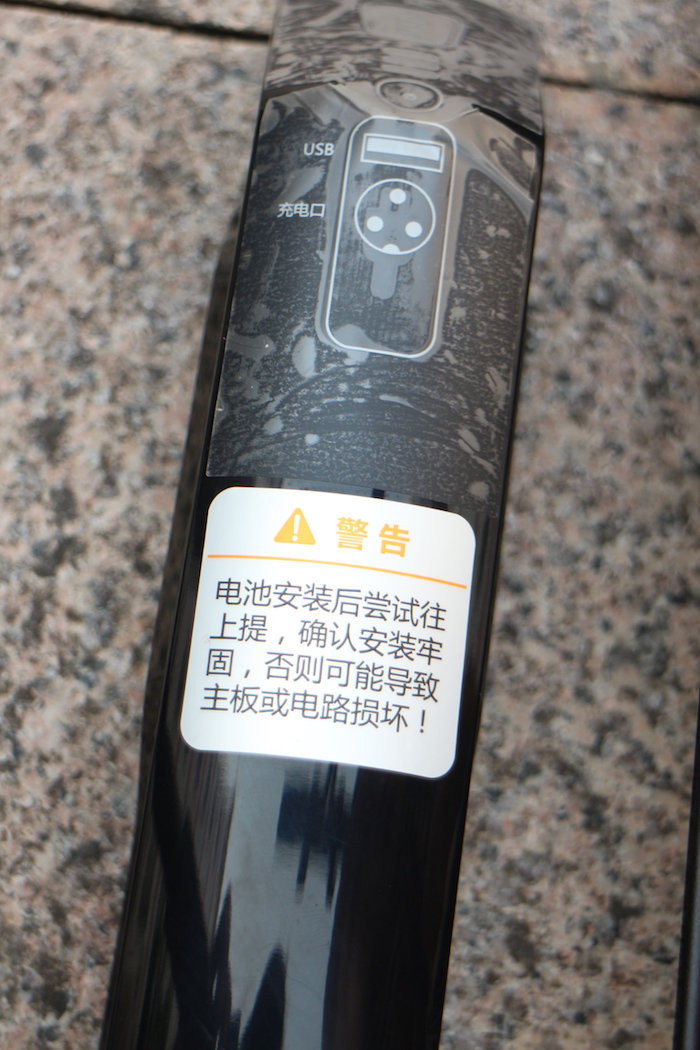 USB
充电口
警告
电池安装后尝试往
上提，确认安装牢
固，否则可能导致
主板或电路损坏！